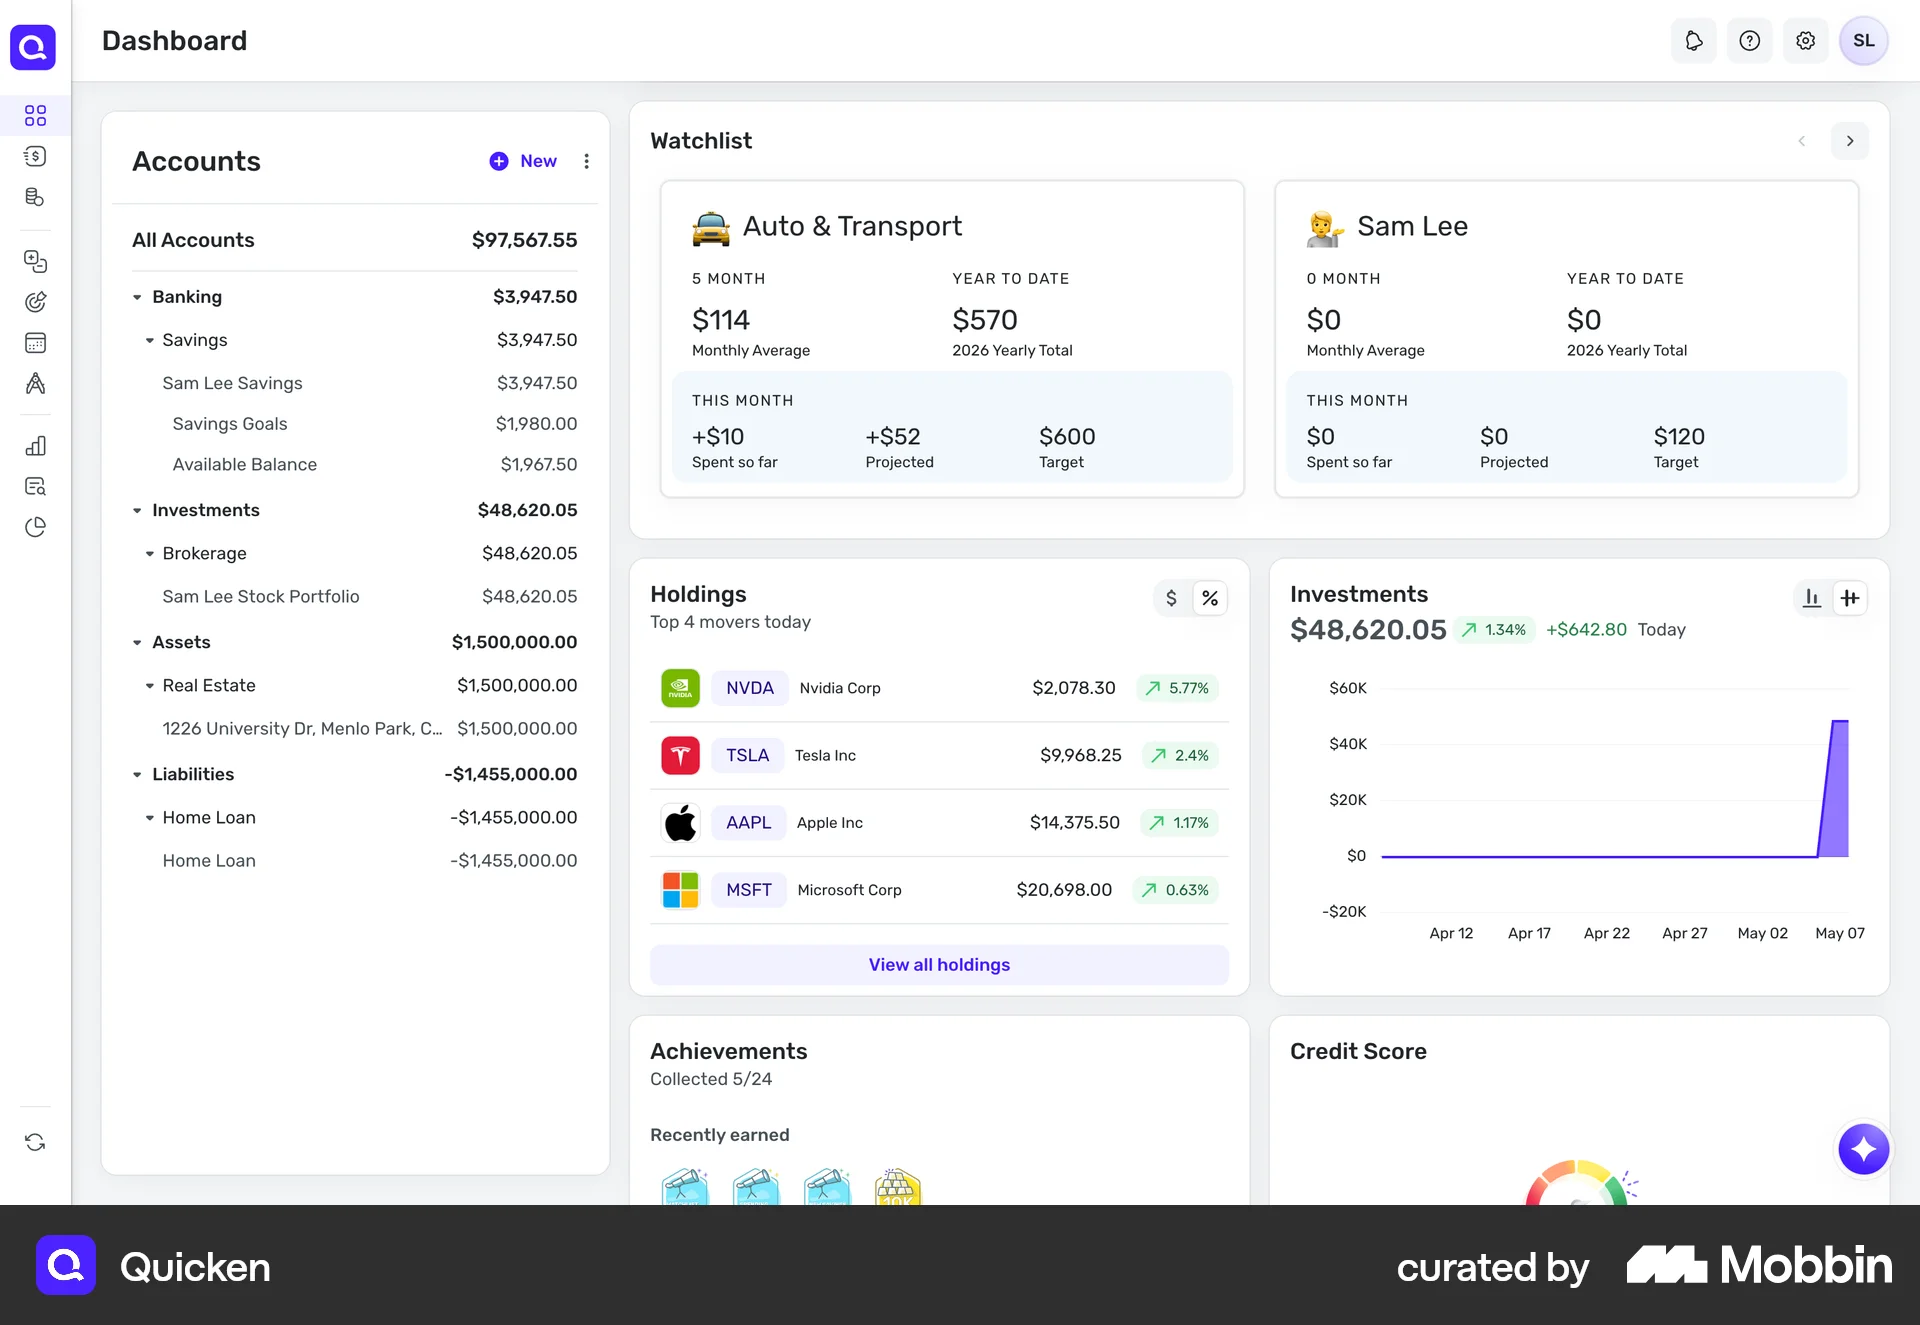 Dashboard
SL
Accounts
New
All Accounts $97,567.55
Banking $3,947.50
Savings $3,947.50
Sam Lee Savings $3,947.50
Savings Goals $1,980.00
Available Balance $1,967.50
Investments $48,620.05
Brokerage $48,620.05
Sam Lee Stock Portfolio $48,620.05
Assets $1,500,000.00
Real Estate $1,500,000.00
1226 University Dr, Menlo Park, C... $1,500,000.00
Liabilities -$1,455,000.00
Home Loan -$1,455,000.00
Home Loan -$1,455,000.00
Watchlist
Auto & Transport
5 MONTH YEAR TO DATE
$114 $570
Monthly Average 2026 Yearly Total
THIS MONTH
+$10 +$52 $600
Spent so far Projected Target
Sam Lee
0 MONTH YEAR TO DATE
$0 $0
Monthly Average 2026 Yearly Total
THIS MONTH
$0 $0 $120
Spent so far Projected Target
Holdings
Top 4 movers today
$ %
NVIDIA NVDA Nvidia Corp $2,078.30 5.77%
TSLA Tesla Inc $9,968.25 2.4%
AAPL Apple Inc $14,375.50 1.17%
MSFT Microsoft Corp $20,698.00 0.63%
View all holdings
Investments
$48,620.05 1.34% +$642.80 Today
$60K
$40K
$20K
$0
-$20K
Apr 12 Apr 17 Apr 22 Apr 27 May 02 May 07
Achievements
Collected 5/24
Recently earned
10K
Credit Score
Quicken
curated by Mobbin